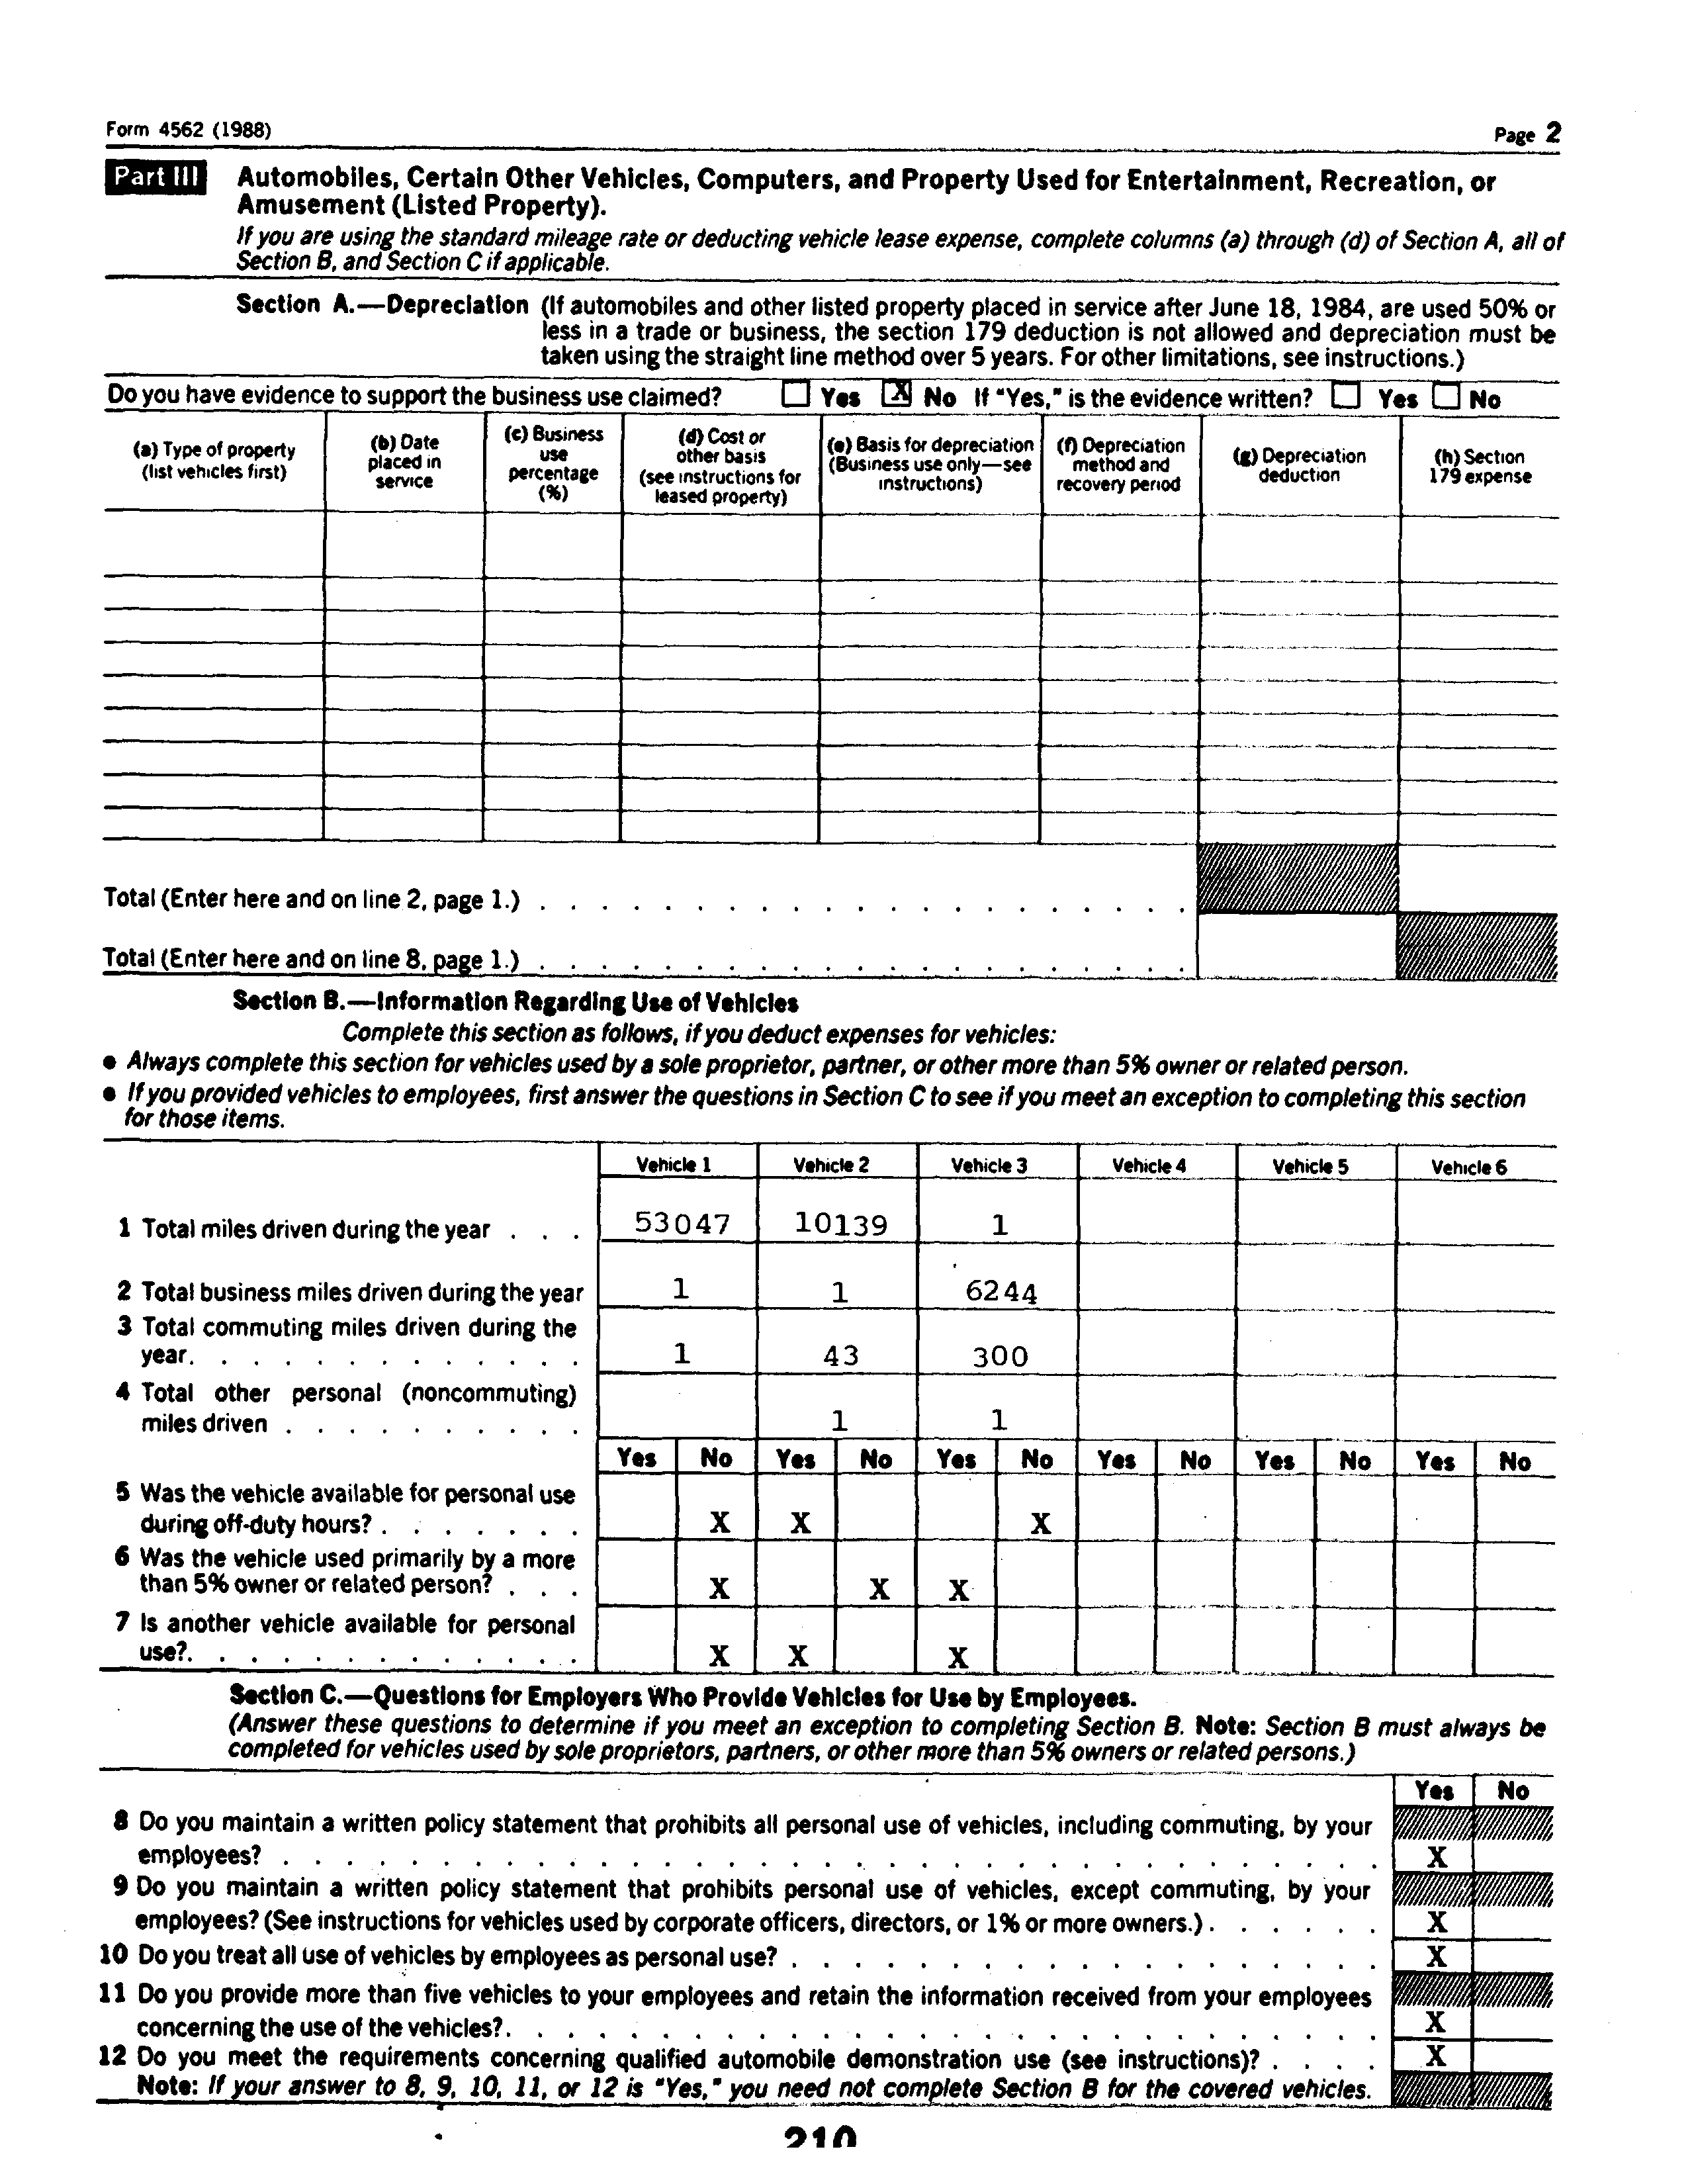 Form 4562 (1988)
Page 2
Part III
Automobiles, Certain Other Vehicles, Computers, and Property Used for Entertainment, Recreation, or
Amusement (Listed Property).
If you are using the standard mileage rate or deducting vehicle lease expense, complete columns (a) through (d) of Section A, all of
Section B, and Section C if applicable.
Section A.—Depreciation (If automobiles and other listed property placed in service after June 18, 1984, are used 50% or
less in a trade or business, the section 179 deduction is not allowed and depreciation must be
taken using the straight line method over 5 years. For other limitations, see instructions.)
Do you have evidence to support the business use claimed? Yes X No If "Yes," is the evidence written? Yes No
(a) Type of property
(list vehicles first)
(b) Date
placed in
service
(c) Business
use
percentage
(%)
(d) Cost or
other basis
(see instructions for
leased property)
(e) Basis for depreciation
(Business use only—see
instructions)
(f) Depreciation
method and
recovery period
(g) Depreciation
deduction
(h) Section
179 expense
Total (Enter here and on line 2, page 1.) . . . . . . . . . . . . . . . . . . . . .
Total (Enter here and on line 8, page 1.) . . . . . . . . . . . . . . . . . . . . .
Section B.—Information Regarding Use of Vehicles
Complete this section as follows, if you deduct expenses for vehicles:
● Always complete this section for vehicles used by a sole proprietor, partner, or other more than 5% owner or related person.
● If you provided vehicles to employees, first answer the questions in Section C to see if you meet an exception to completing this section
for those items.
Vehicle 1 Vehicle 2 Vehicle 3 Vehicle 4 Vehicle 5 Vehicle 6
1 Total miles driven during the year . . . 53047 10139 1
2 Total business miles driven during the year 1 1 6244
3 Total commuting miles driven during the
year. . . . . . . . . . . . . 1 43 300
4 Total other personal (noncommuting)
miles driven . . . . . . . . . . 1 1
Yes No Yes No Yes No Yes No Yes No Yes No
5 Was the vehicle available for personal use
during off-duty hours? . . . . . . . X X X
6 Was the vehicle used primarily by a more
than 5% owner or related person? . . . X X X
7 Is another vehicle available for personal
use?. . . . . . . . . . . . . X X X
Section C.—Questions for Employers Who Provide Vehicles for Use by Employees.
(Answer these questions to determine if you meet an exception to completing Section B. Note: Section B must always be
completed for vehicles used by sole proprietors, partners, or other more than 5% owners or related persons.)
Yes No
8 Do you maintain a written policy statement that prohibits all personal use of vehicles, including commuting, by your
employees? . . . . . . . . . . . . . . . . . . . . . . . . . . . . . . . . . . . X
9 Do you maintain a written policy statement that prohibits personal use of vehicles, except commuting, by your
employees? (See instructions for vehicles used by corporate officers, directors, or 1% or more owners.) . . . . . . X
10 Do you treat all use of vehicles by employees as personal use? . . . . . . . . . . . . . . . . . . . X
11 Do you provide more than five vehicles to your employees and retain the information received from your employees
concerning the use of the vehicles?. . . . . . . . . . . . . . . . . . . . . . . . . . . . X
12 Do you meet the requirements concerning qualified automobile demonstration use (see instructions)? . . . . X
Note: If your answer to 8, 9, 10, 11, or 12 is "Yes," you need not complete Section B for the covered vehicles.
210